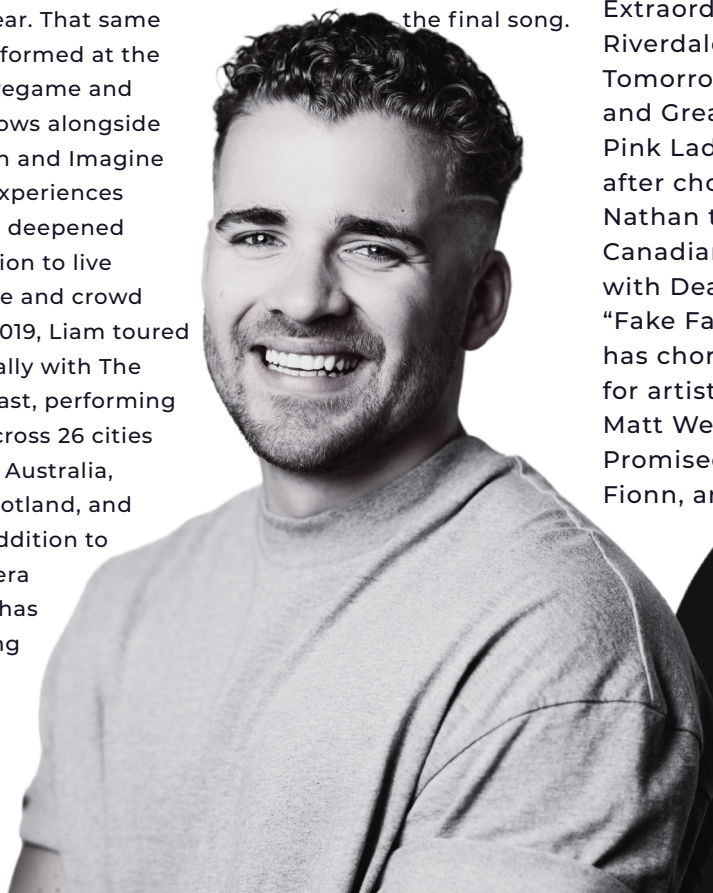 ear. That same
formed at the
regame and
ows alongside
n and Imagine
xperiences
deepened
ion to live
e and crowd
019, Liam toured
ally with The
ast, performing
cross 26 cities
Australia,
otland, and
ddition to
era
has
ng
the final song.
Extraord
Riverdal
Tomorro
and Grea
Pink Lad
after cho
Nathan t
Canadian
with Dea
“Fake Fa
has chor
for artist
Matt We
Promise
Fionn, an